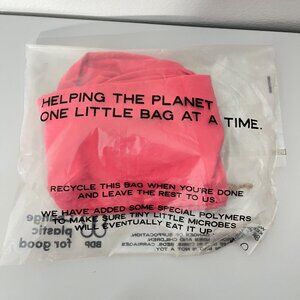 HELPING THE PLANET
ONE LITTLE BAG AT A TIME.
RECYCLE THIS BAG WHEN YOU'RE DONE
AND LEAVE THE REST TO US.
WE HAVE ADDED SOME SPECIAL POLYMERS
TO MAKE SURE TINY LITTLE MICROBES
WILL EVENTUALLY EAT IT UP
plastic
for good
BDP